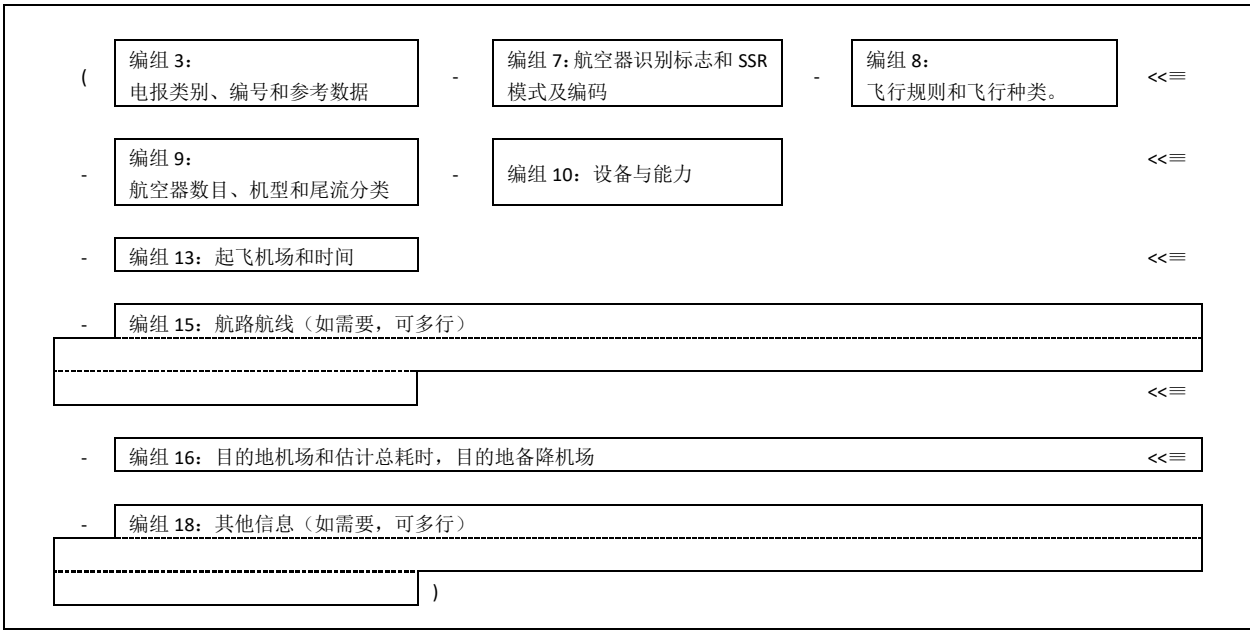 ( 编组 3： - 编组 7：航空器识别标志和 SSR - 编组 8： <<≡
电报类别、编号和参考数据 模式及编码 飞行规则和飞行种类。
- 编组 9： - 编组 10：设备与能力 <<≡
航空器数目、机型和尾流分类
- 编组 13：起飞机场和时间 <<≡
- 编组 15：航路航线（如需要，可多行）
<<≡
- 编组 16：目的地机场和估计总耗时，目的地备降机场 <<≡
- 编组 18：其他信息（如需要，可多行）
)